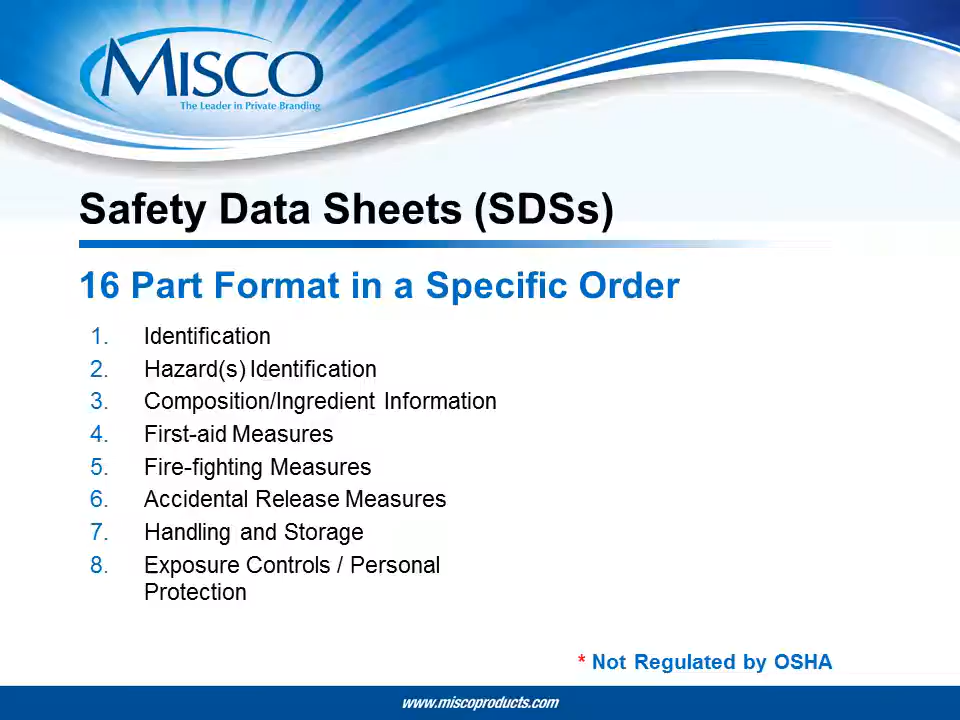 MISCO
The Leader in Private Branding
Safety Data Sheets (SDSs)
16 Part Format in a Specific Order
1. Identification
2. Hazard(s) Identification
3. Composition/Ingredient Information
4. First-aid Measures
5. Fire-fighting Measures
6. Accidental Release Measures
7. Handling and Storage
8. Exposure Controls / Personal
Protection
* Not Regulated by OSHA
www.miscoproducts.com